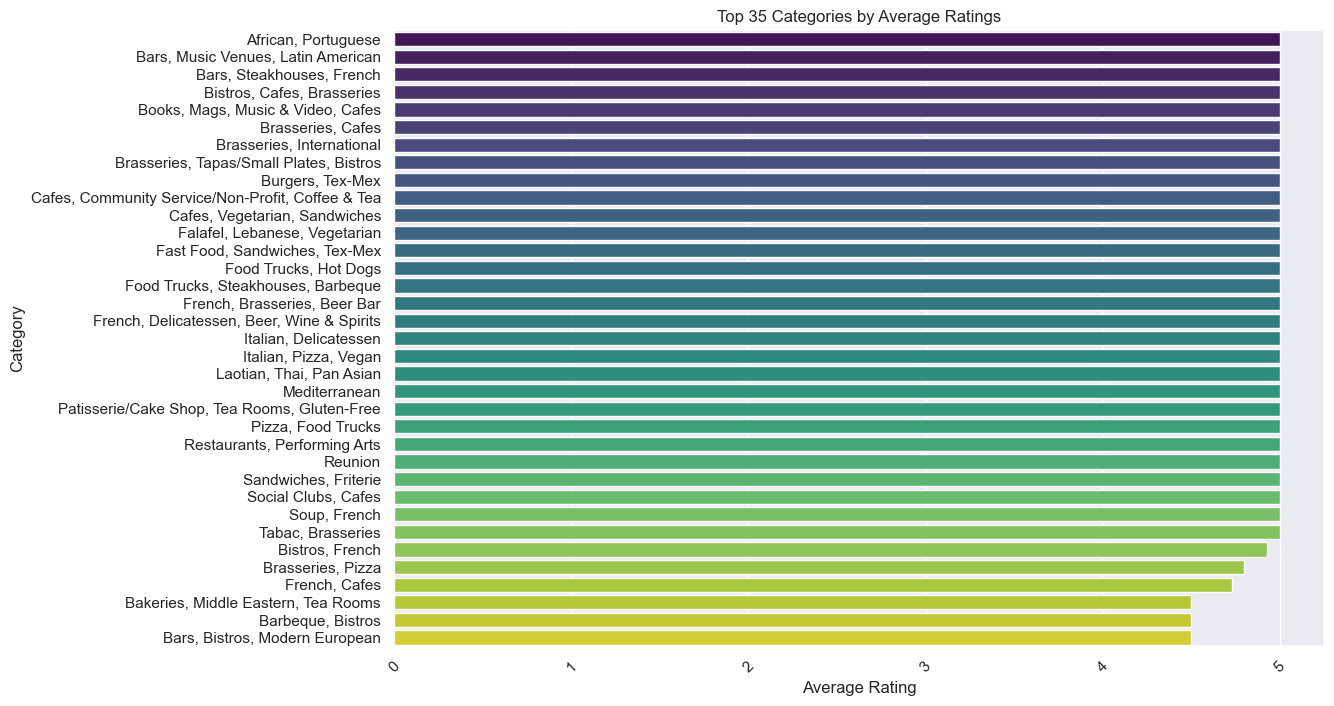 Top 35 Categories by Average Ratings
Category
African, Portuguese
Bars, Music Venues, Latin American
Bars, Steakhouses, French
Bistros, Cafes, Brasseries
Books, Mags, Music & Video, Cafes
Brasseries, Cafes
Brasseries, International
Brasseries, Tapas/Small Plates, Bistros
Burgers, Tex-Mex
Cafes, Community Service/Non-Profit, Coffee & Tea
Cafes, Vegetarian, Sandwiches
Falafel, Lebanese, Vegetarian
Fast Food, Sandwiches, Tex-Mex
Food Trucks, Hot Dogs
Food Trucks, Steakhouses, Barbeque
French, Brasseries, Beer Bar
French, Delicatessen, Beer, Wine & Spirits
Italian, Delicatessen
Italian, Pizza, Vegan
Laotian, Thai, Pan Asian
Mediterranean
Patisserie/Cake Shop, Tea Rooms, Gluten-Free
Pizza, Food Trucks
Restaurants, Performing Arts
Reunion
Sandwiches, Friterie
Social Clubs, Cafes
Soup, French
Tabac, Brasseries
Bistros, French
Brasseries, Pizza
French, Cafes
Bakeries, Middle Eastern, Tea Rooms
Barbeque, Bistros
Bars, Bistros, Modern European
0 1 2 3 4 5
Average Rating